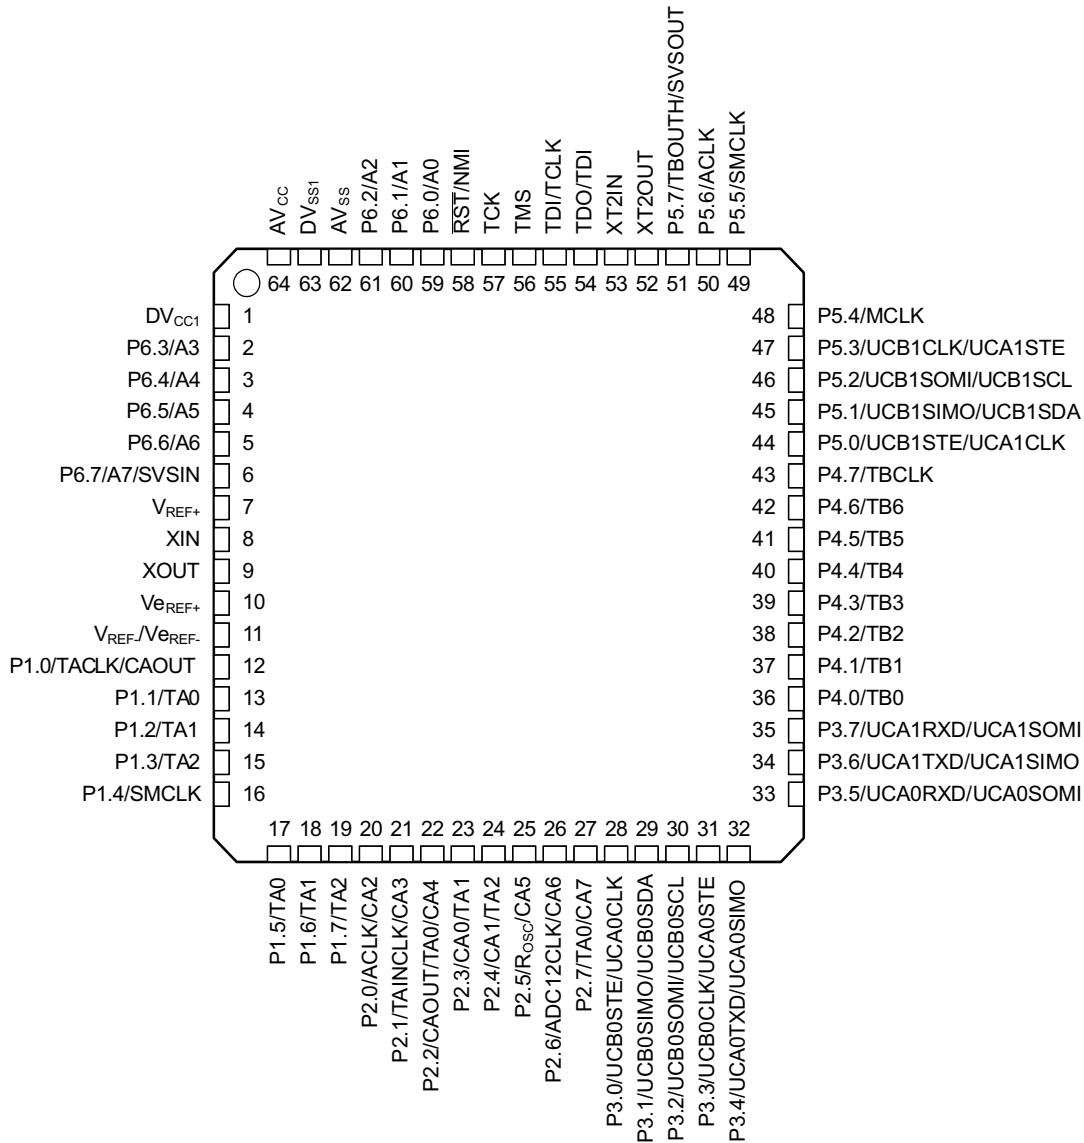 AVCC
DVSS1
AVSS
P6.2/A2
P6.1/A1
P6.0/A0
RST/NMI
TCK
TMS
TDI/TCLK
TDO/TDI
XT2IN
XT2OUT
P5.7/TBOUTH/SVSOUT
P5.6/ACLK
P5.5/SMCLK
64 63 62 61 60 59 58 57 56 55 54 53 52 51 50 49
DVCC1 1
P6.3/A3 2
P6.4/A4 3
P6.5/A5 4
P6.6/A6 5
P6.7/A7/SVSIN 6
VREF+ 7
XIN 8
XOUT 9
VeREF+ 10
VREF-/VeREF- 11
P1.0/TACLK/CAOUT 12
P1.1/TA0 13
P1.2/TA1 14
P1.3/TA2 15
P1.4/SMCLK 16
48 P5.4/MCLK
47 P5.3/UCB1CLK/UCA1STE
46 P5.2/UCB1SOMI/UCB1SCL
45 P5.1/UCB1SIMO/UCB1SDA
44 P5.0/UCB1STE/UCA1CLK
43 P4.7/TBCLK
42 P4.6/TB6
41 P4.5/TB5
40 P4.4/TB4
39 P4.3/TB3
38 P4.2/TB2
37 P4.1/TB1
36 P4.0/TB0
35 P3.7/UCA1RXD/UCA1SOMI
34 P3.6/UCA1TXD/UCA1SIMO
33 P3.5/UCA0RXD/UCA0SOMI
17 18 19 20 21 22 23 24 25 26 27 28 29 30 31 32
P1.5/TA0
P1.6/TA1
P1.7/TA2
P2.0/ACLK/CA2
P2.1/TAINCLK/CA3
P2.2/CAOUT/TA0/CA4
P2.3/CA0/TA1
P2.4/CA1/TA2
P2.5/ROSC/CA5
P2.6/ADC12CLK/CA6
P2.7/TA0/CA7
P3.0/UCB0STE/UCA0CLK
P3.1/UCB0SIMO/UCB0SDA
P3.2/UCB0SOMI/UCB0SCL
P3.3/UCB0CLK/UCA0STE
P3.4/UCA0TXD/UCA0SIMO